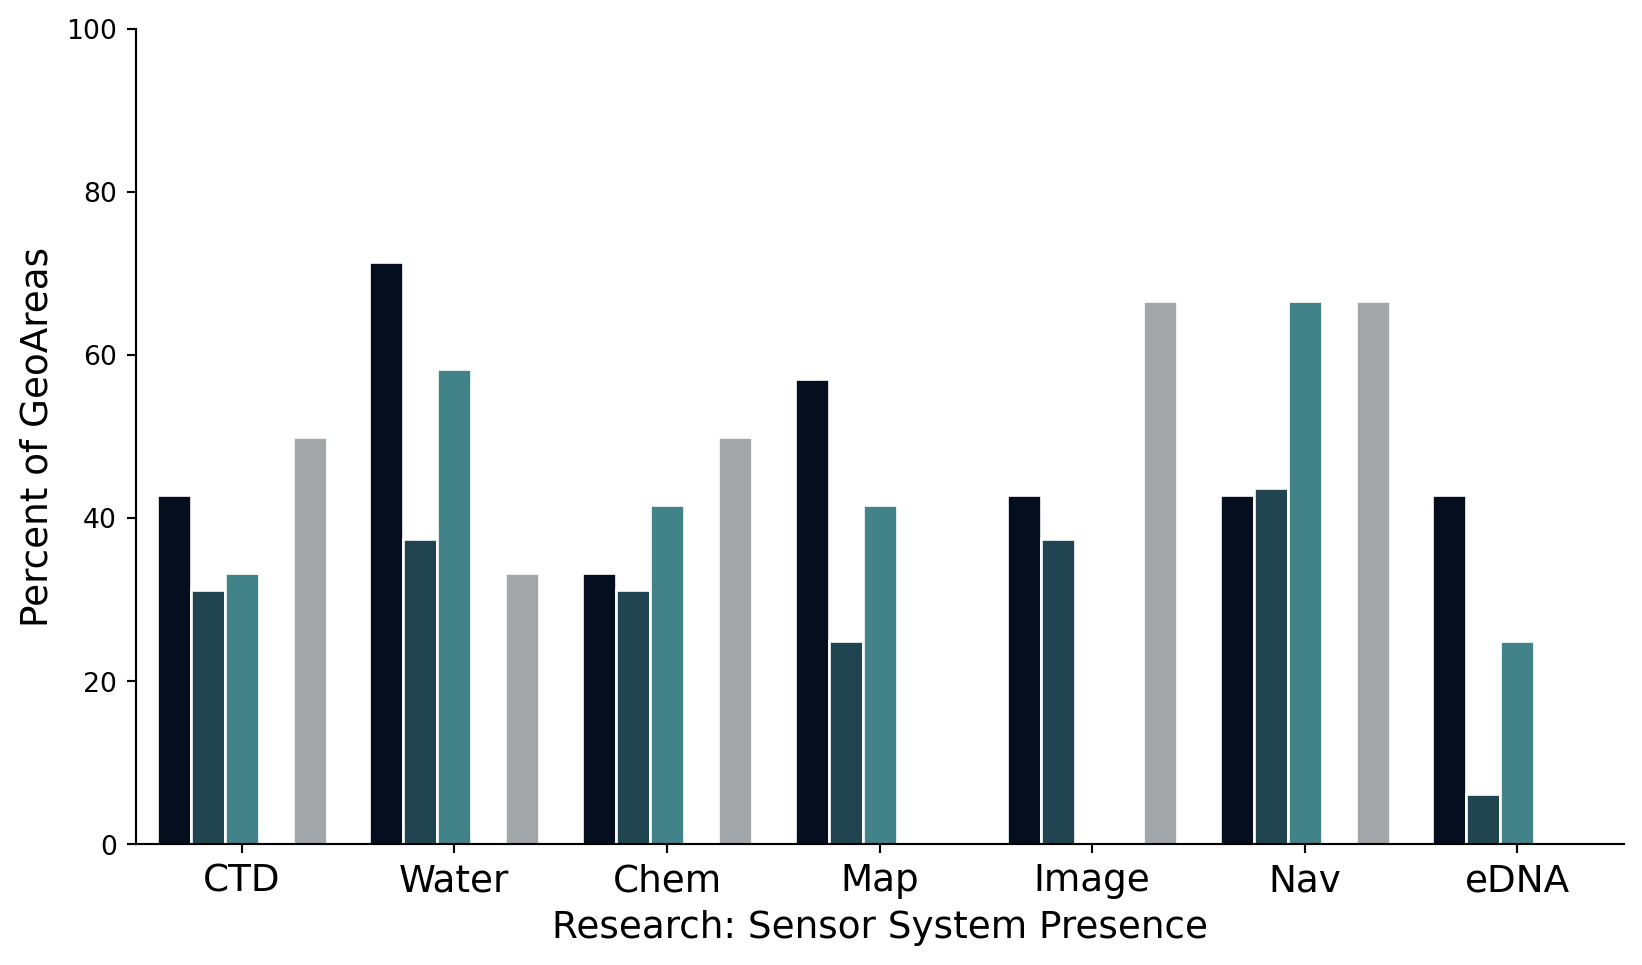 100
80
60
40
20
0
Percent of GeoAreas
CTD Water Chem Map Image Nav eDNA
Research: Sensor System Presence